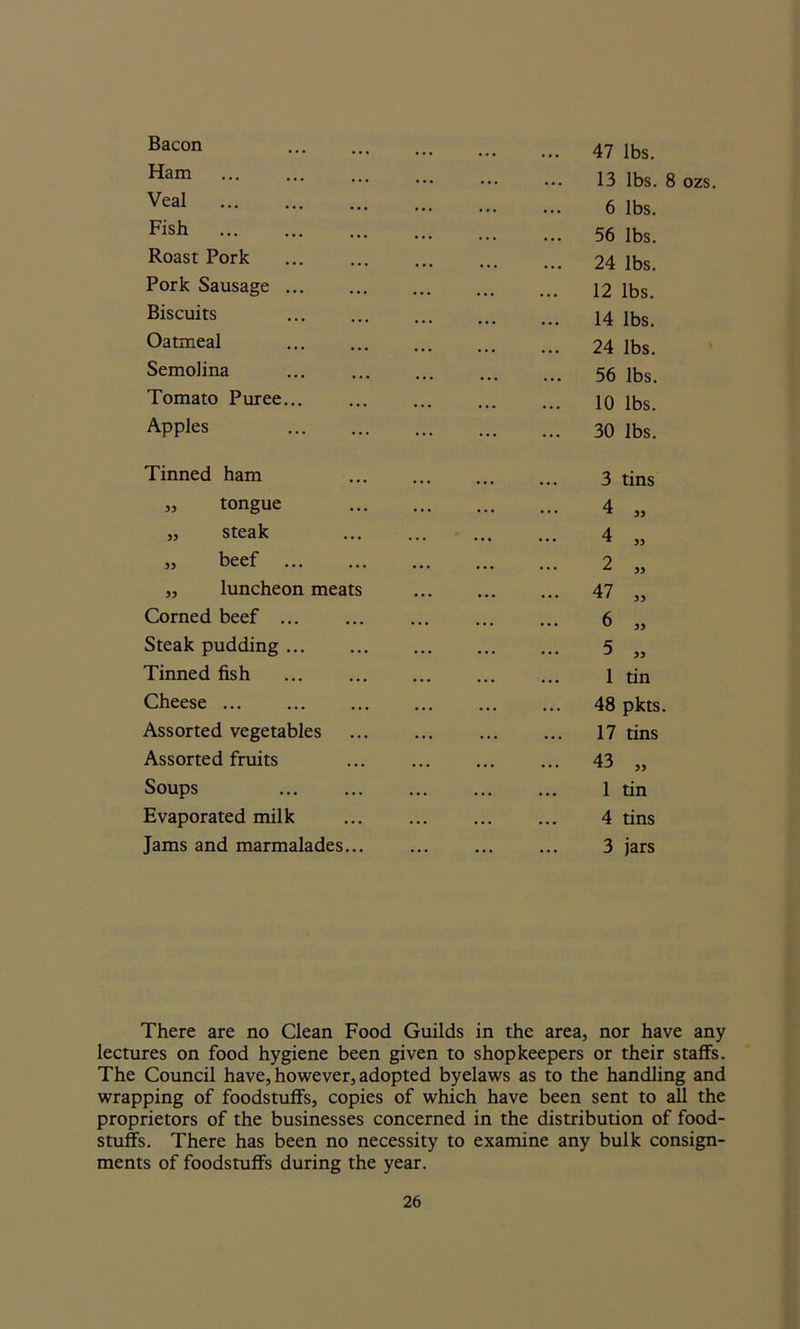 Bacon ... ... ... ... ... 47 lbs.
Ham ... ... ... ... ... ... 13 lbs. 8 ozs.
Veal ... ... ... ... ... ... 6 lbs.
Fish ... ... ... ... ... ... 56 lbs.
Roast Pork ... ... ... ... ... 24 lbs.
Pork Sausage ... ... ... ... ... 12 lbs.
Biscuits ... ... ... ... ... 14 lbs.
Oatmeal ... ... ... ... ... 24 lbs.
Semolina ... ... ... ... ... 56 lbs.
Tomato Puree... ... ... ... ... 10 lbs.
Apples ... ... ... ... ... 30 lbs.
Tinned ham ... ... ... ... 3 tins
„ tongue ... ... ... ... 4 „
„ steak ... ... ... ... 4 „
„ beef ... ... ... ... ... 2 „
„ luncheon meats ... ... ... 47 „
Corned beef ... ... ... ... ... 6 „
Steak pudding ... ... ... ... ... 5 „
Tinned fish ... ... ... ... ... 1 tin
Cheese ... ... ... ... ... ... 48 pkts.
Assorted vegetables ... ... ... ... 17 tins
Assorted fruits ... ... ... ... 43 „
Soups ... ... ... ... ... 1 tin
Evaporated milk ... ... ... ... 4 tins
Jams and marmalades... ... ... ... 3 jars
There are no Clean Food Guilds in the area, nor have any
lectures on food hygiene been given to shopkeepers or their staffs.
The Council have, however, adopted byelaws as to the handling and
wrapping of foodstuffs, copies of which have been sent to all the
proprietors of the businesses concerned in the distribution of food-
stuffs. There has been no necessity to examine any bulk consign-
ments of foodstuffs during the year.
26